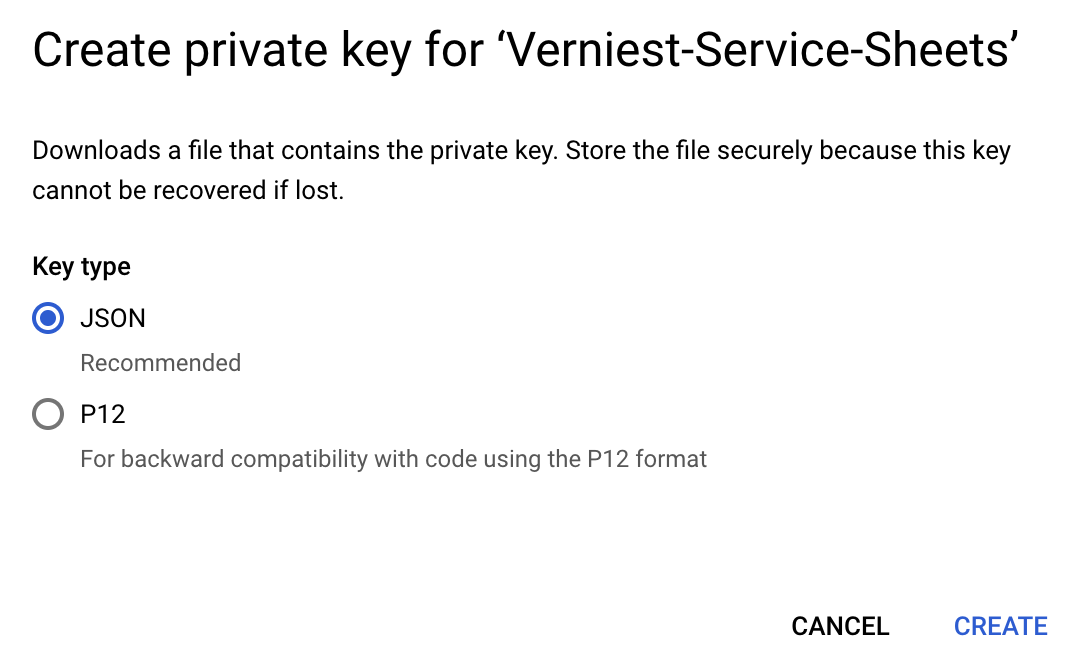 Create private key for ‘Verniest-Service-Sheets’
Downloads a file that contains the private key. Store the file securely because this key
cannot be recovered if lost.
Key type
JSON
Recommended
P12
For backward compatibility with code using the P12 format
CANCEL
CREATE